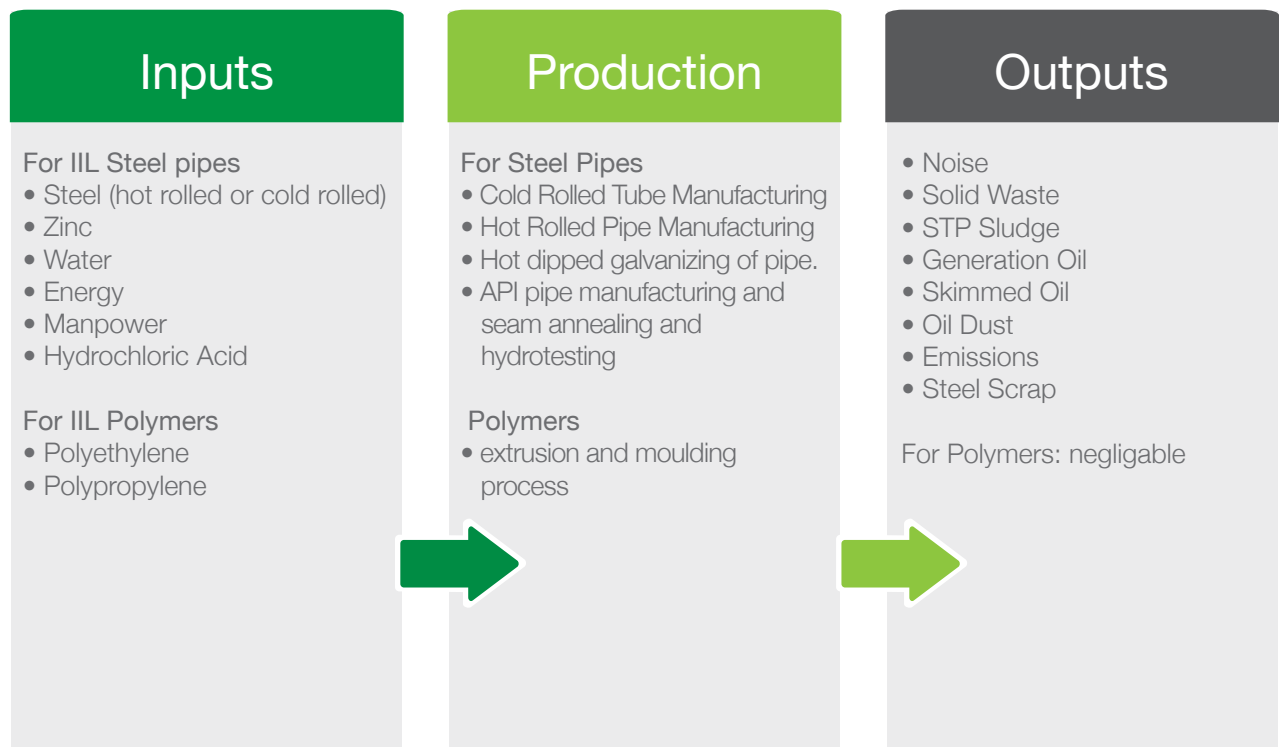 Inputs
For IIL Steel pipes
• Steel (hot rolled or cold rolled)
• Zinc
• Water
• Energy
• Manpower
• Hydrochloric Acid
For IIL Polymers
• Polyethylene
• Polypropylene
Production
For Steel Pipes
• Cold Rolled Tube Manufacturing
• Hot Rolled Pipe Manufacturing
• Hot dipped galvanizing of pipe.
• API pipe manufacturing and
seam annealing and
hydrotesting
Polymers
• extrusion and moulding
process
Outputs
• Noise
• Solid Waste
• STP Sludge
• Generation Oil
• Skimmed Oil
• Oil Dust
• Emissions
• Steel Scrap
For Polymers: negligable